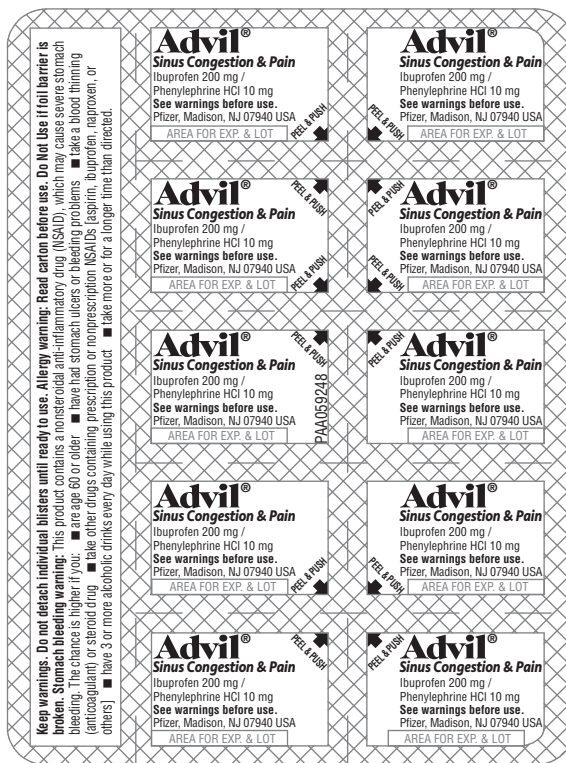 Keep warnings. Do not detach individual blisters until ready to use. Allergy warning: Read carton before use. Do Not Use if foil barrier is
broken. Stomach bleeding warning: This product contains a nonsteroidal anti-inflammatory drug (NSAID), which may cause severe stomach
bleeding. The chance is higher if you: ■ are age 60 or older ■ have had stomach ulcers or bleeding problems ■ take a blood thinning
(anticoagulant) or steroid drug ■ take other drugs containing prescription or nonprescription NSAIDs [aspirin, ibuprofen, naproxen, or
others] ■ have 3 or more alcoholic drinks every day while using this product ■ take more or for a longer time than directed.
Advil®
Sinus Congestion & Pain
Ibuprofen 200 mg /
Phenylephrine HCl 10 mg
See warnings before use.
Pfizer, Madison, NJ 07940 USA
AREA FOR EXP. & LOT
PEEL & PUSH
Advil®
Sinus Congestion & Pain
Ibuprofen 200 mg /
Phenylephrine HCl 10 mg
See warnings before use.
Pfizer, Madison, NJ 07940 USA
AREA FOR EXP. & LOT
PEEL & PUSH
Advil®
PEEL & PUSH
Sinus Congestion & Pain
Ibuprofen 200 mg /
Phenylephrine HCl 10 mg
See warnings before use.
Pfizer, Madison, NJ 07940 USA
AREA FOR EXP. & LOT
PEEL & PUSH
PEEL & PUSH
Advil®
Sinus Congestion & Pain
Ibuprofen 200 mg /
Phenylephrine HCl 10 mg
See warnings before use.
Pfizer, Madison, NJ 07940 USA
AREA FOR EXP. & LOT
PEEL & PUSH
Advil®
PEEL & PUSH
Sinus Congestion & Pain
Ibuprofen 200 mg /
Phenylephrine HCl 10 mg
See warnings before use.
Pfizer, Madison, NJ 07940 USA
AREA FOR EXP. & LOT
PAA059248
PEEL & PUSH
Advil®
Sinus Congestion & Pain
Ibuprofen 200 mg /
Phenylephrine HCl 10 mg
See warnings before use.
Pfizer, Madison, NJ 07940 USA
AREA FOR EXP. & LOT
Advil®
Sinus Congestion & Pain
Ibuprofen 200 mg /
Phenylephrine HCl 10 mg
See warnings before use.
Pfizer, Madison, NJ 07940 USA
AREA FOR EXP. & LOT
PEEL & PUSH
Advil®
Sinus Congestion & Pain
Ibuprofen 200 mg /
Phenylephrine HCl 10 mg
See warnings before use.
Pfizer, Madison, NJ 07940 USA
AREA FOR EXP. & LOT
PEEL & PUSH
Advil®
PEEL & PUSH
Sinus Congestion & Pain
Ibuprofen 200 mg /
Phenylephrine HCl 10 mg
See warnings before use.
Pfizer, Madison, NJ 07940 USA
AREA FOR EXP. & LOT
PEEL & PUSH
Advil®
Sinus Congestion & Pain
Ibuprofen 200 mg /
Phenylephrine HCl 10 mg
See warnings before use.
Pfizer, Madison, NJ 07940 USA
AREA FOR EXP. & LOT